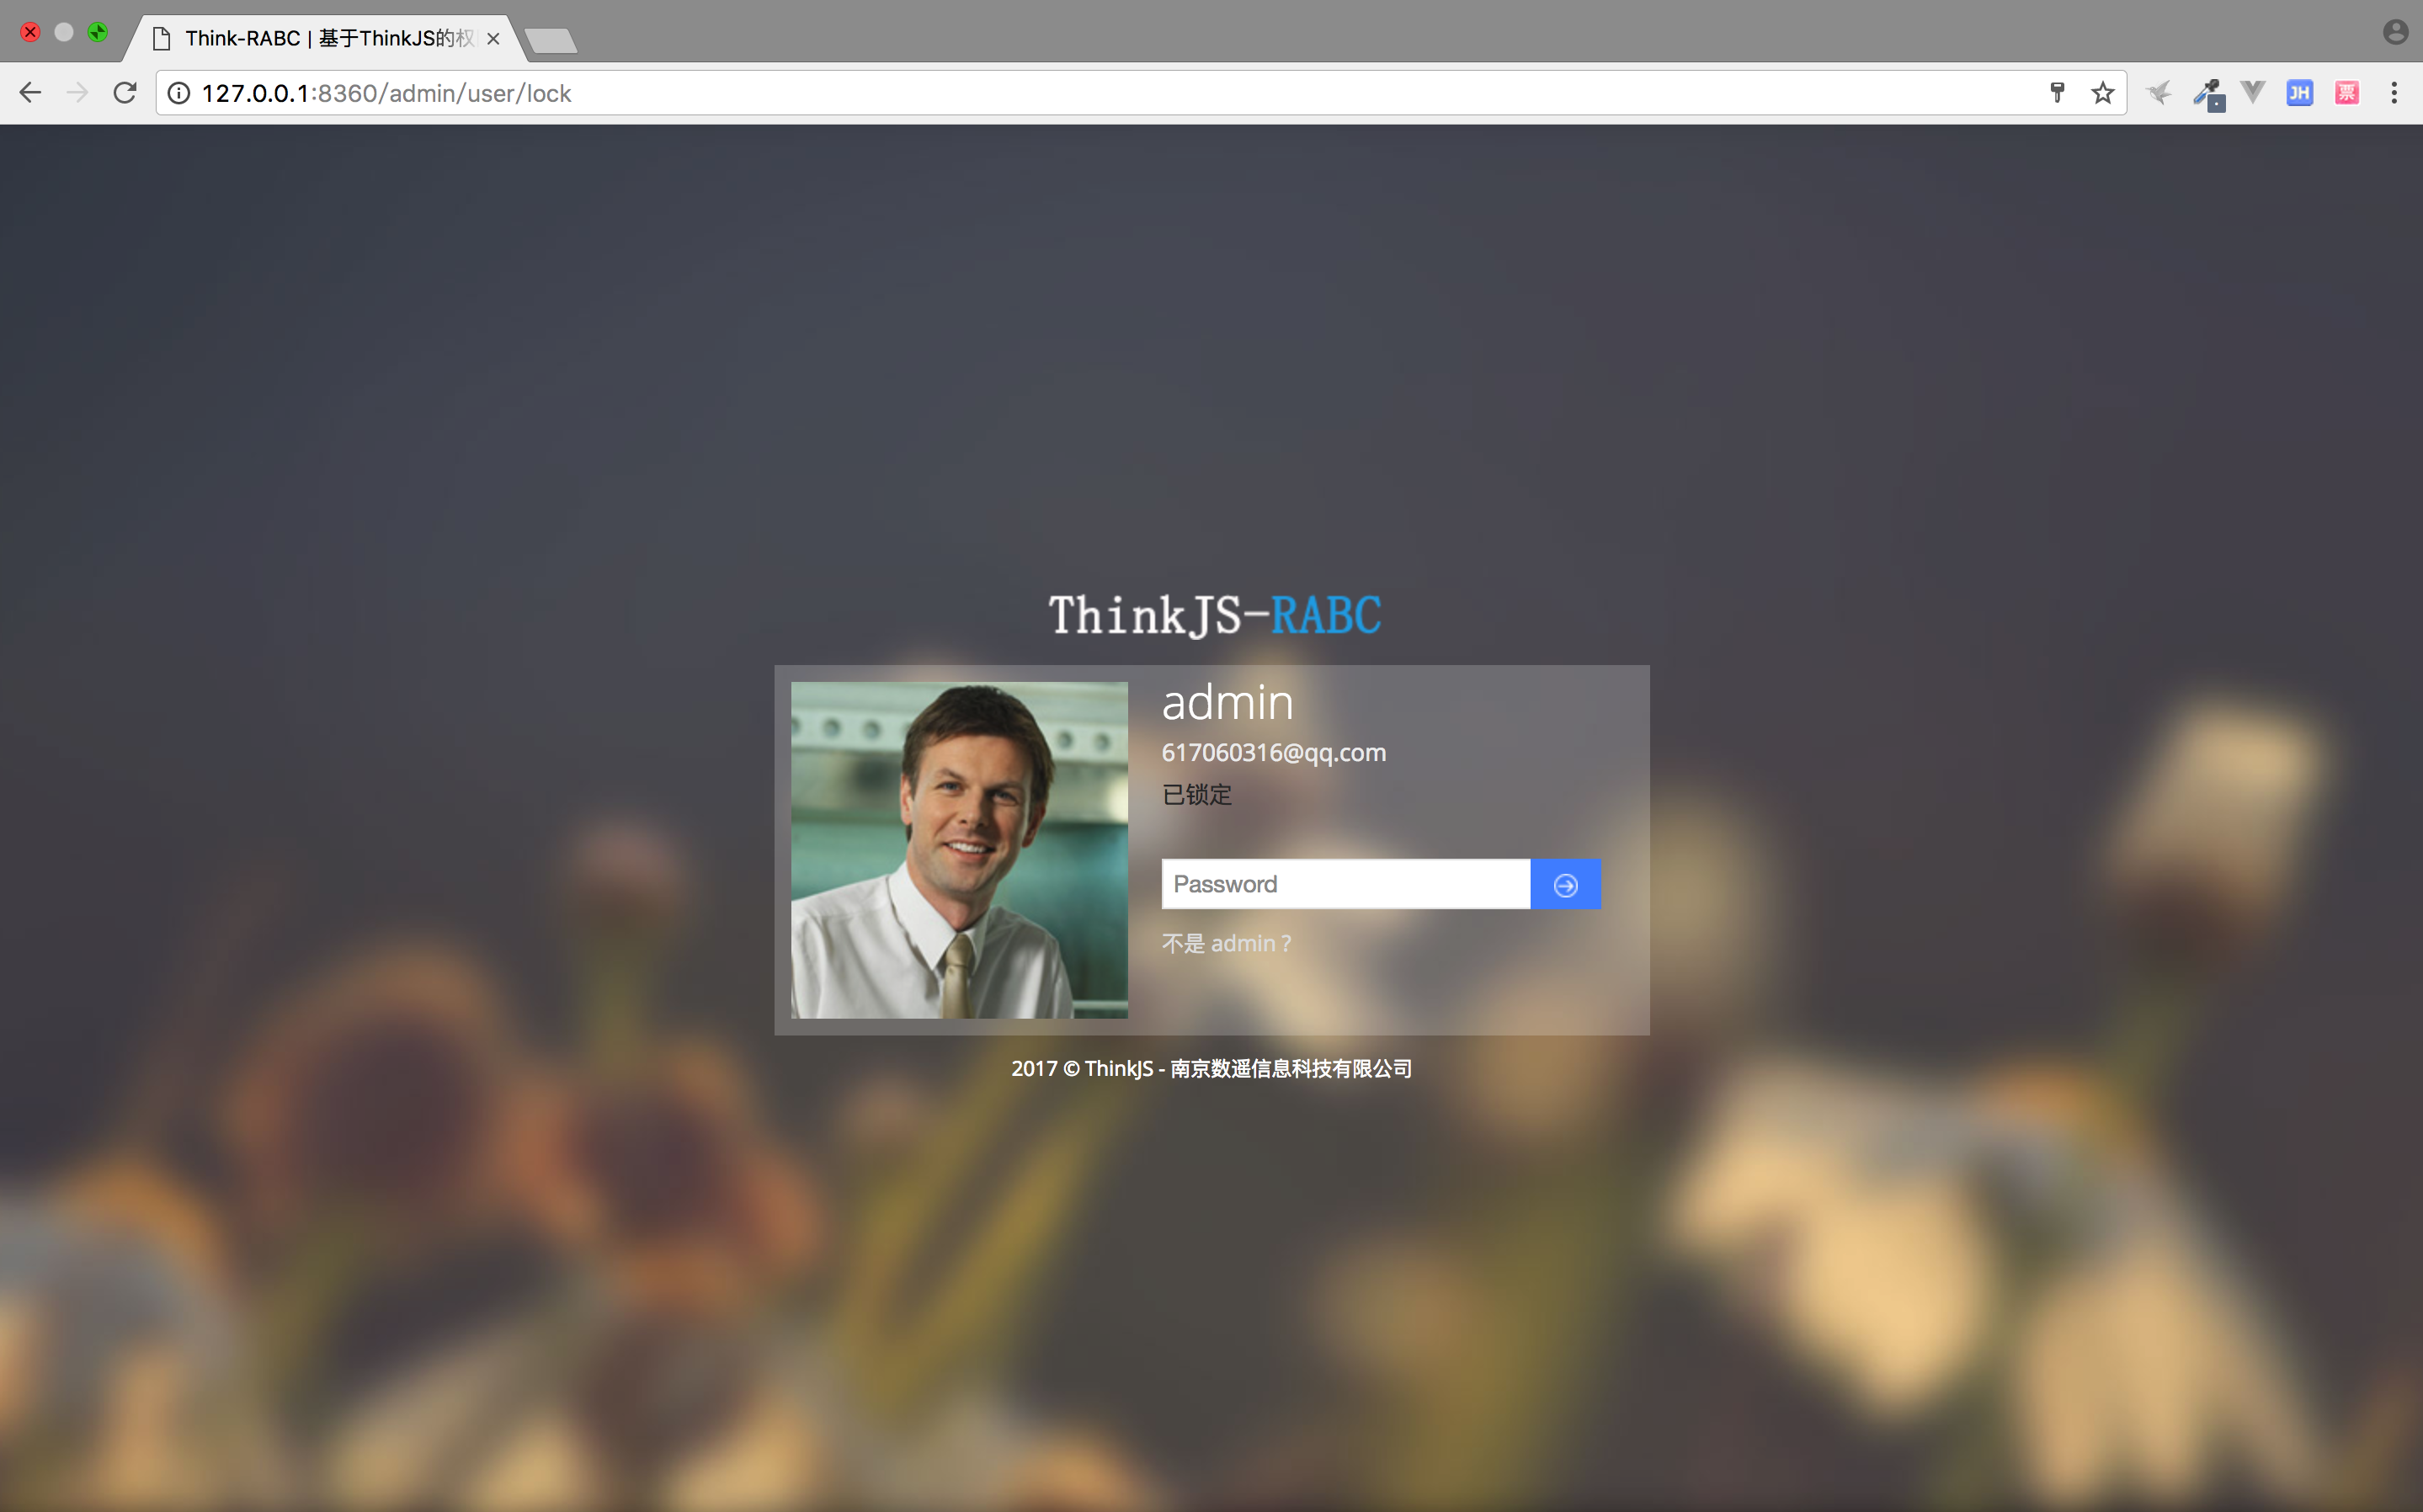 Think-RABC | 基于ThinkJS的权
127.0.0.1:8360/admin/user/lock
JH
票
ThinkJS-RABC
admin
617060316@qq.com
已锁定
Password
不是 admin ?
2017 © ThinkJS - 南京数遥信息科技有限公司